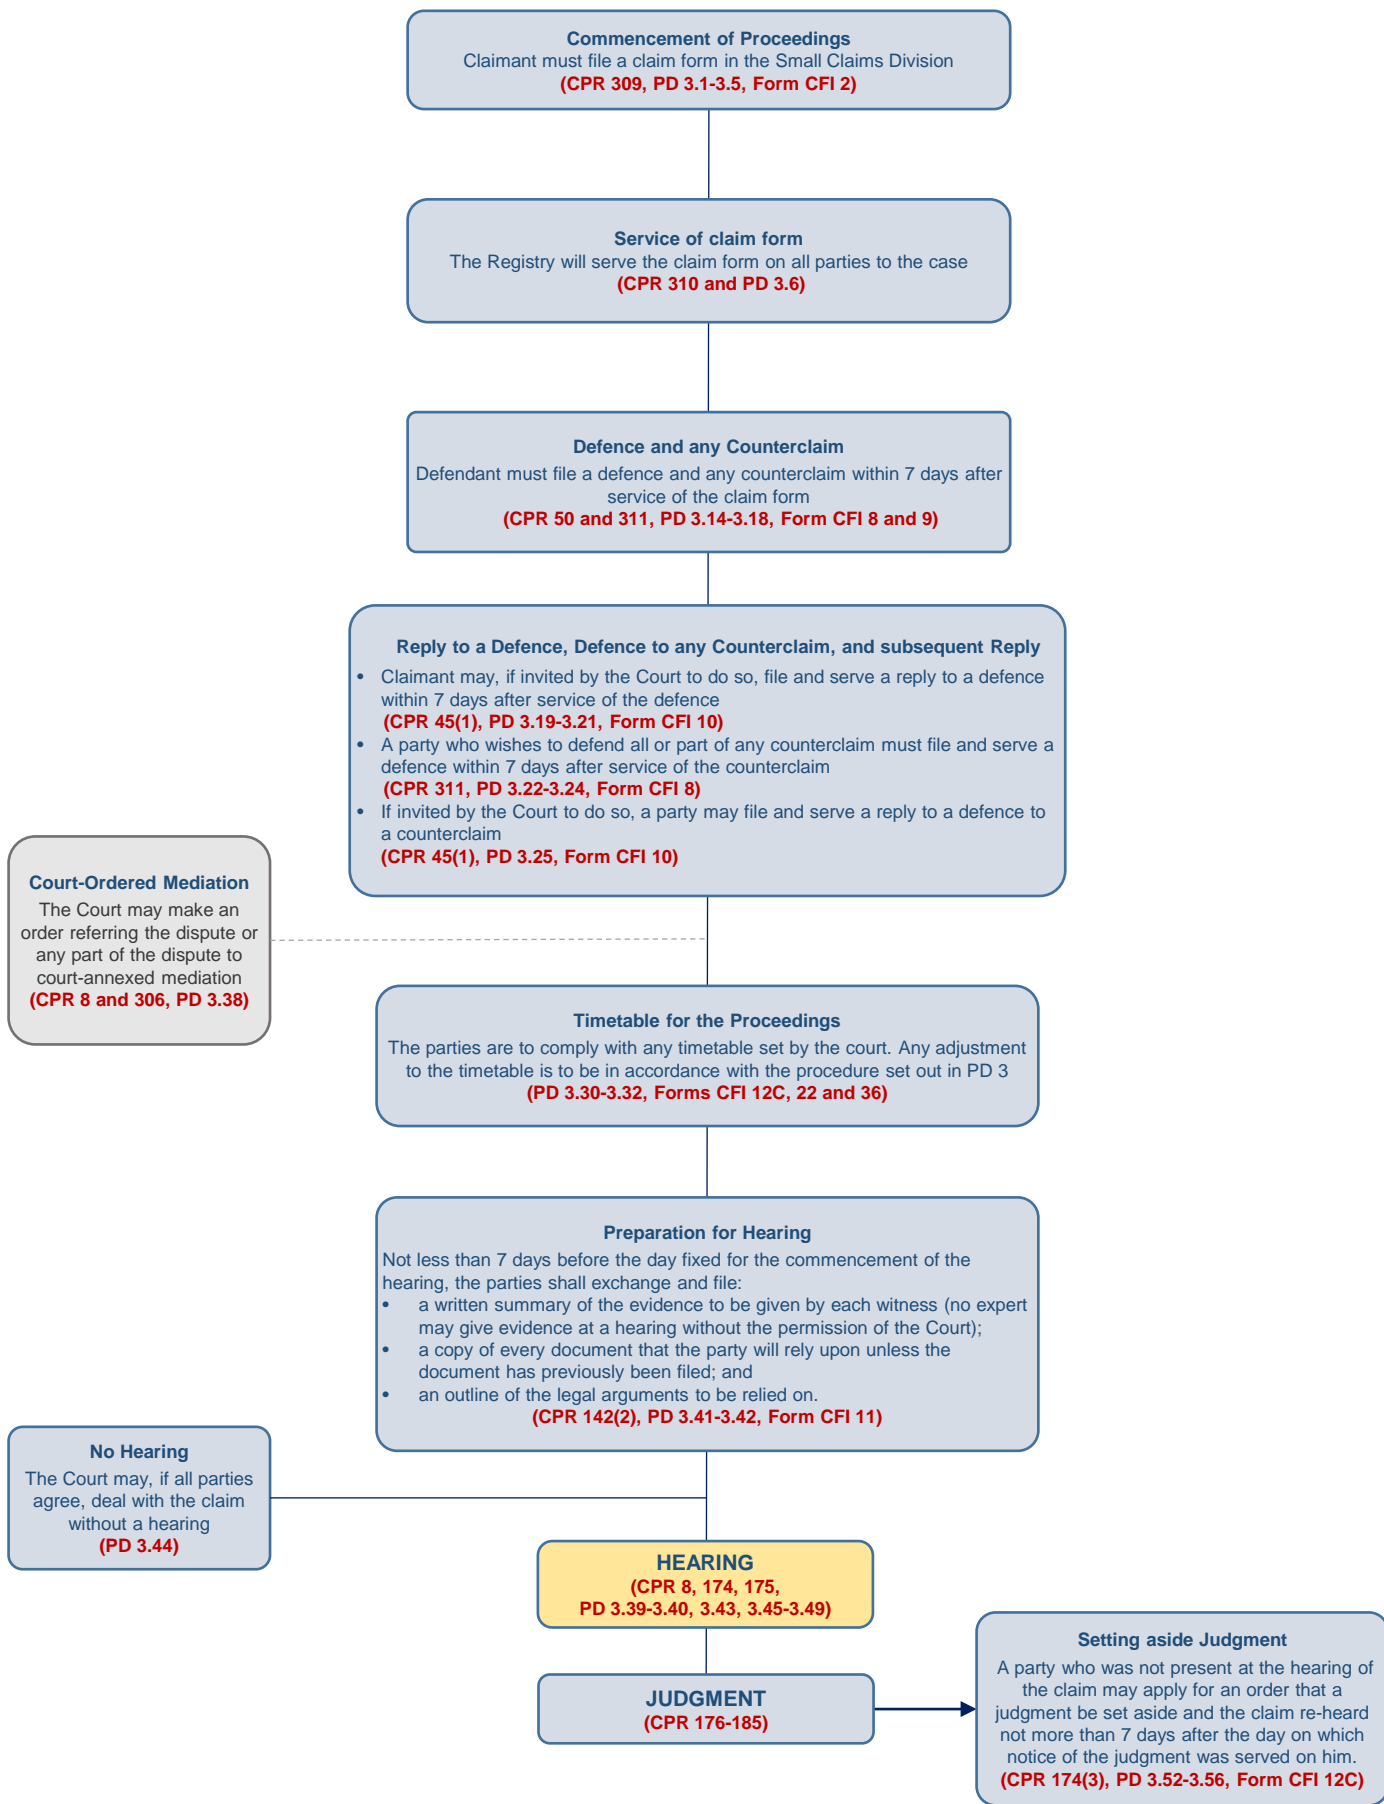 Commencement of Proceedings
Claimant must file a claim form in the Small Claims Division
(CPR 309, PD 3.1-3.5, Form CFI 2)
Service of claim form
The Registry will serve the claim form on all parties to the case
(CPR 310 and PD 3.6)
Defence and any Counterclaim
Defendant must file a defence and any counterclaim within 7 days after
service of the claim form
(CPR 50 and 311, PD 3.14-3.18, Form CFI 8 and 9)
Reply to a Defence, Defence to any Counterclaim, and subsequent Reply
• Claimant may, if invited by the Court to do so, file and serve a reply to a defence
within 7 days after service of the defence
(CPR 45(1), PD 3.19-3.21, Form CFI 10)
• A party who wishes to defend all or part of any counterclaim must file and serve a
defence within 7 days after service of the counterclaim
(CPR 311, PD 3.22-3.24, Form CFI 8)
• If invited by the Court to do so, a party may file and serve a reply to a defence to
a counterclaim
(CPR 45(1), PD 3.25, Form CFI 10)
Court-Ordered Mediation
The Court may make an
order referring the dispute or
any part of the dispute to
court-annexed mediation
(CPR 8 and 306, PD 3.38)
Timetable for the Proceedings
The parties are to comply with any timetable set by the court. Any adjustment
to the timetable is to be in accordance with the procedure set out in PD 3
(PD 3.30-3.32, Forms CFI 12C, 22 and 36)
Preparation for Hearing
Not less than 7 days before the day fixed for the commencement of the
hearing, the parties shall exchange and file:
• a written summary of the evidence to be given by each witness (no expert
may give evidence at a hearing without the permission of the Court);
• a copy of every document that the party will rely upon unless the
document has previously been filed; and
• an outline of the legal arguments to be relied on.
(CPR 142(2), PD 3.41-3.42, Form CFI 11)
No Hearing
The Court may, if all parties
agree, deal with the claim
without a hearing
(PD 3.44)
HEARING
(CPR 8, 174, 175,
PD 3.39-3.40, 3.43, 3.45-3.49)
JUDGMENT
(CPR 176-185)
Setting aside Judgment
A party who was not present at the hearing of
the claim may apply for an order that a
judgment be set aside and the claim re-heard
not more than 7 days after the day on which
notice of the judgment was served on him.
(CPR 174(3), PD 3.52-3.56, Form CFI 12C)